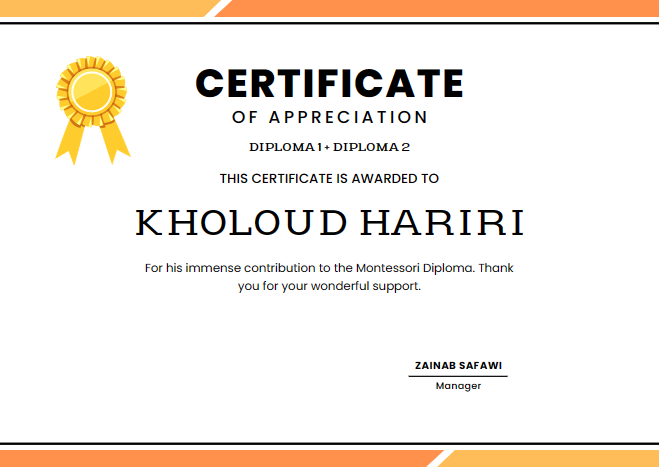 CERTIFICATE
OF APPRECIATION
DIPLOMA 1 + DIPLOMA 2
THIS CERTIFICATE IS AWARDED TO
KHOLOUD HARIRI
For his immense contribution to the Montessori Diploma. Thank
you for your wonderful support.
ZAINAB SAFAWI
Manager